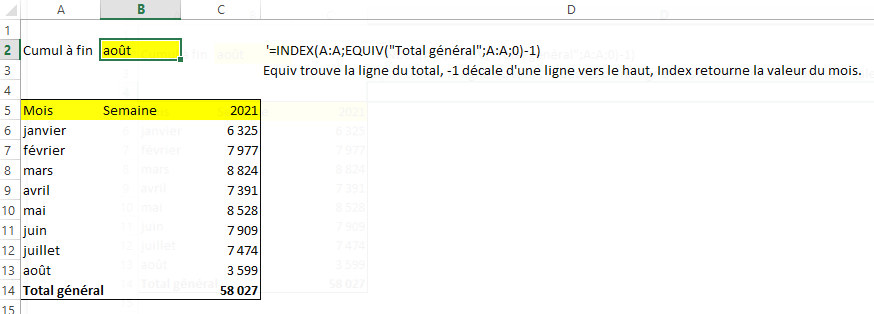 A B C D
1
2 Cumul à fin août '=INDEX(A:A;EQUIV("Total général";A:A;0)-1)
3 Equiv trouve la ligne du total, -1 décale d'une ligne vers le haut, Index retourne la valeur du mois.
4
5 Mois Semaine 2021
6 janvier 6 325
7 février 7 977
8 mars 8 824
9 avril 7 391
10 mai 8 528
11 juin 7 909
12 juillet 7 474
13 août 3 599
14 Total général 58 027
15